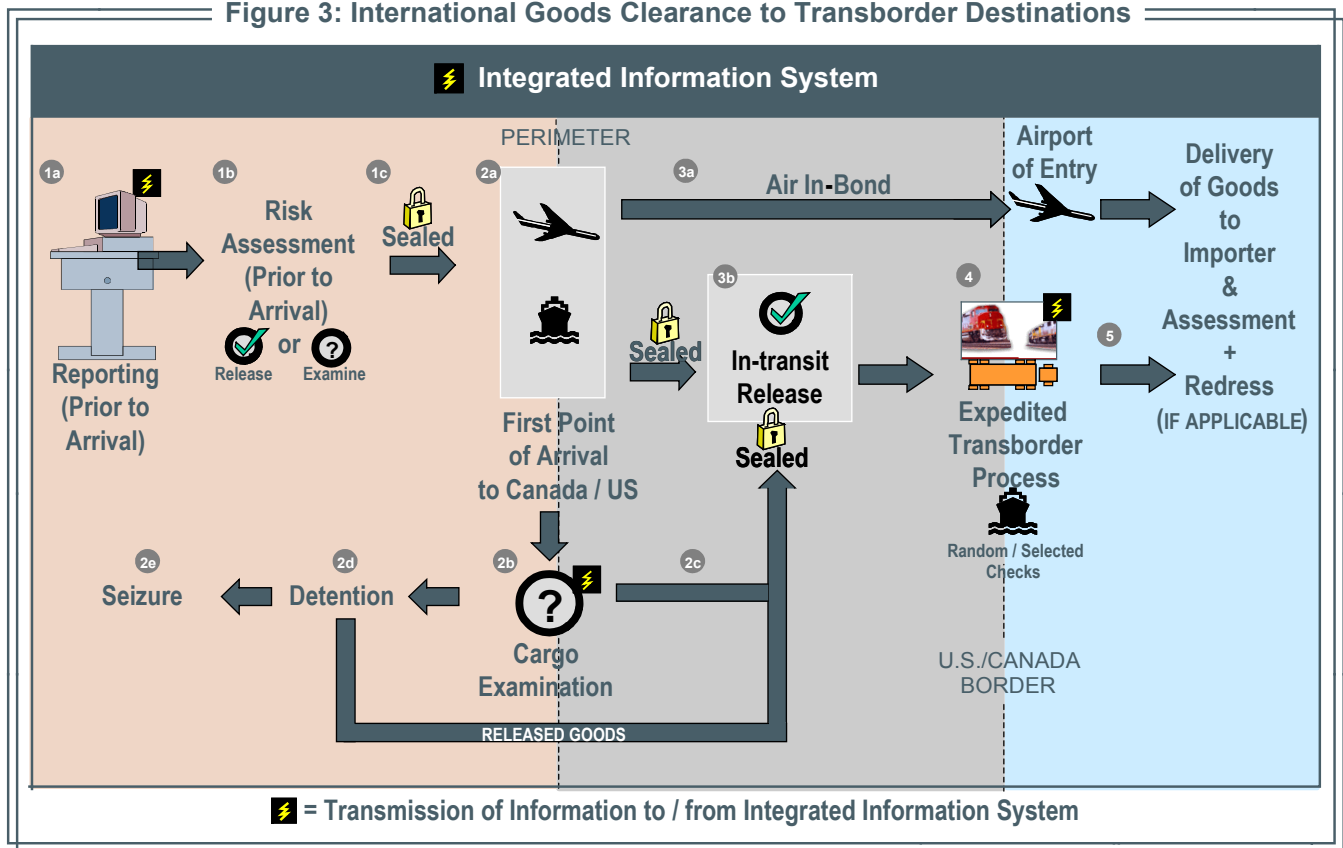 Figure 3: International Goods Clearance to Transborder Destinations
Integrated Information System
PERIMETER
1a
Reporting
(Prior to
Arrival)
1b
Risk
Assessment
(Prior to
Arrival)
or
?
Release
Examine
1c
Sealed
2a
First Point
of Arrival
to Canada / US
3a
Air In-Bond
Airport
of Entry
Sealed
3b
In-transit
Release
Sealed
4
Expedited
Transborder
Process
Random / Selected
Checks
5
Delivery
of Goods
to
Importer
&
Assessment
+
Redress
(IF APPLICABLE)
2e
Seizure
2d
Detention
2b
?
Cargo
Examination
2c
RELEASED GOODS
U.S./CANADA
BORDER
= Transmission of Information to / from Integrated Information System